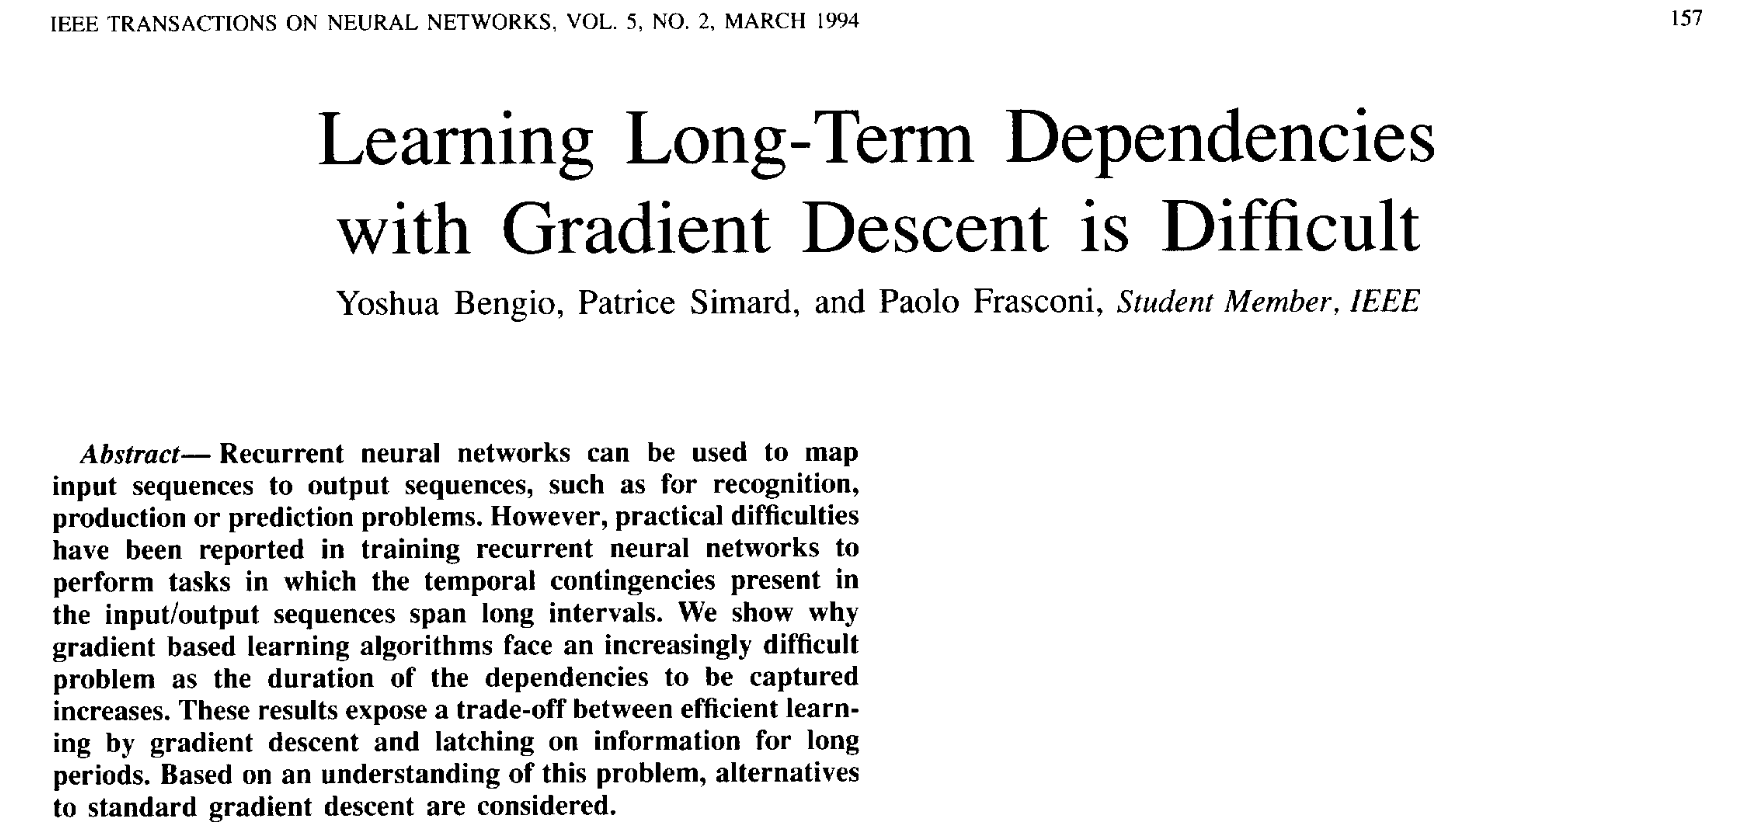 IEEE TRANSACTIONS ON NEURAL NETWORKS, VOL. 5, NO. 2, MARCH 1994 157
Learning Long-Term Dependencies
with Gradient Descent is Difficult
Yoshua Bengio, Patrice Simard, and Paolo Frasconi, Student Member, IEEE
Abstract— Recurrent neural networks can be used to map
input sequences to output sequences, such as for recognition,
production or prediction problems. However, practical difficulties
have been reported in training recurrent neural networks to
perform tasks in which the temporal contingencies present in
the input/output sequences span long intervals. We show why
gradient based learning algorithms face an increasingly difficult
problem as the duration of the dependencies to be captured
increases. These results expose a trade-off between efficient learn-
ing by gradient descent and latching on information for long
periods. Based on an understanding of this problem, alternatives
to standard gradient descent are considered.